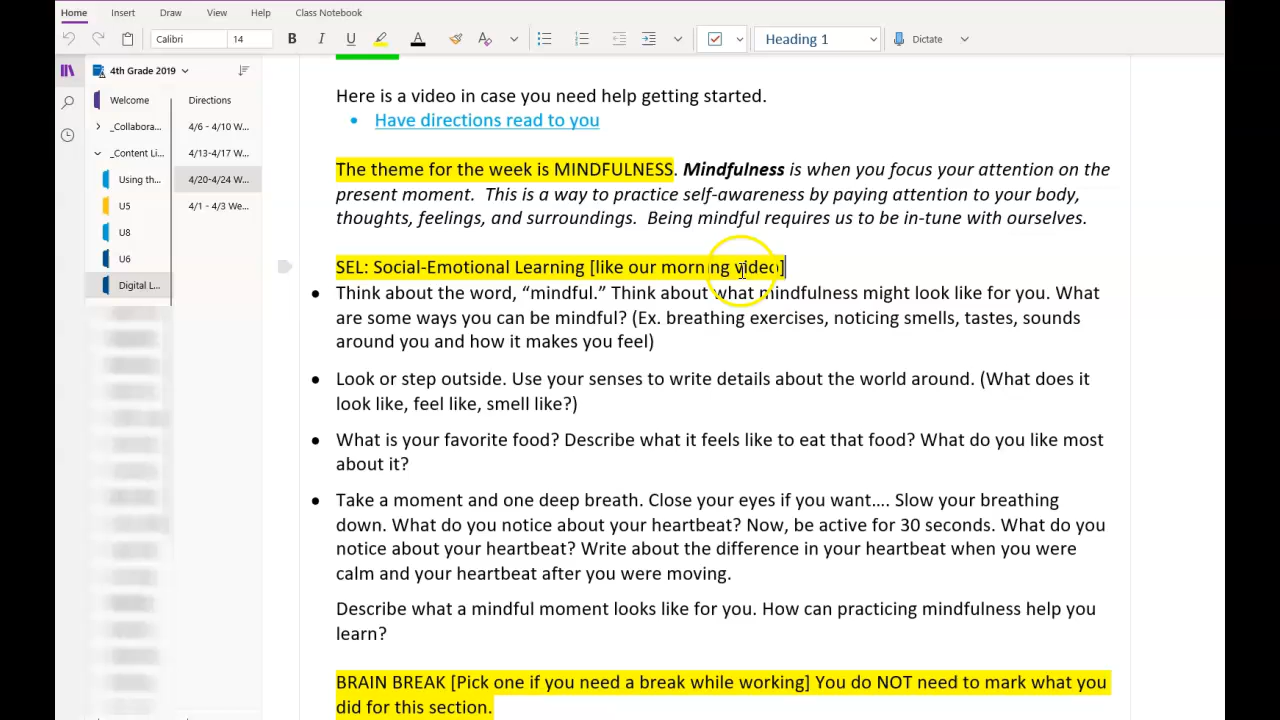 Home Insert Draw View Help Class Notebook
Calibri 14 B I U A Heading 1 Dictate
4th Grade 2019
Welcome
_Collabora...
_Content Li...
Using th...
U5
U8
U6
Digital L...
Directions
4/6 - 4/10 W...
4/13-4/17 W...
4/20-4/24 W...
4/1 - 4/3 We...
Here is a video in case you need help getting started.
• Have directions read to you
The theme for the week is MINDFULNESS. Mindfulness is when you focus your attention on the
present moment. This is a way to practice self-awareness by paying attention to your body,
thoughts, feelings, and surroundings. Being mindful requires us to be in-tune with ourselves.
SEL: Social-Emotional Learning [like our morning video]
• Think about the word, “mindful.” Think about what mindfulness might look like for you. What
are some ways you can be mindful? (Ex. breathing exercises, noticing smells, tastes, sounds
around you and how it makes you feel)
• Look or step outside. Use your senses to write details about the world around. (What does it
look like, feel like, smell like?)
• What is your favorite food? Describe what it feels like to eat that food? What do you like most
about it?
• Take a moment and one deep breath. Close your eyes if you want…. Slow your breathing
down. What do you notice about your heartbeat? Now, be active for 30 seconds. What do you
notice about your heartbeat? Write about the difference in your heartbeat when you were
calm and your heartbeat after you were moving.
Describe what a mindful moment looks like for you. How can practicing mindfulness help you
learn?
BRAIN BREAK [Pick one if you need a break while working] You do NOT need to mark what you
did for this section.